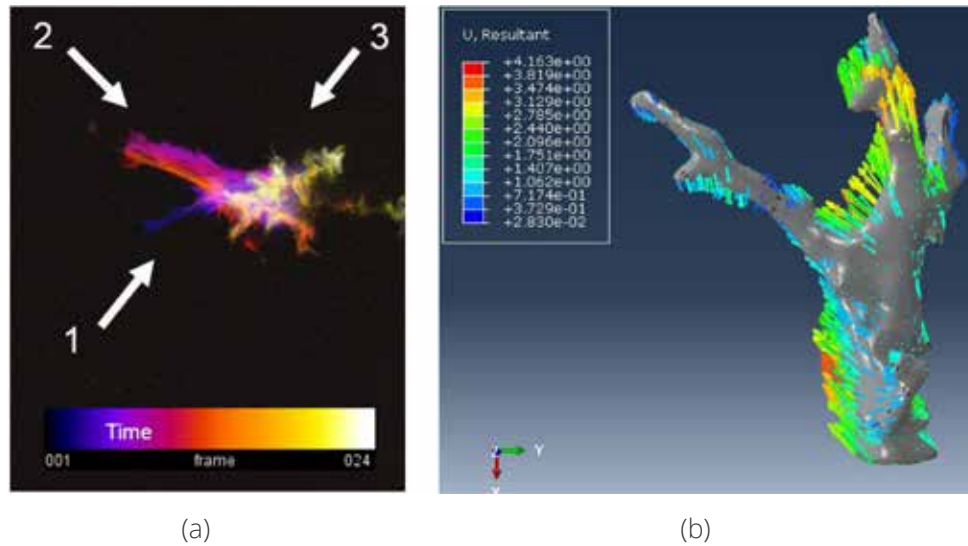 2
3
1
Time
001 frame 024
(a)
U, Resultant
+4.163e+00
+3.819e+00
+3.474e+00
+3.129e+00
+2.785e+00
+2.440e+00
+2.096e+00
+1.751e+00
+1.407e+00
+1.062e+00
+7.174e-01
+3.729e-01
+2.830e-02
Z Y
X
(b)